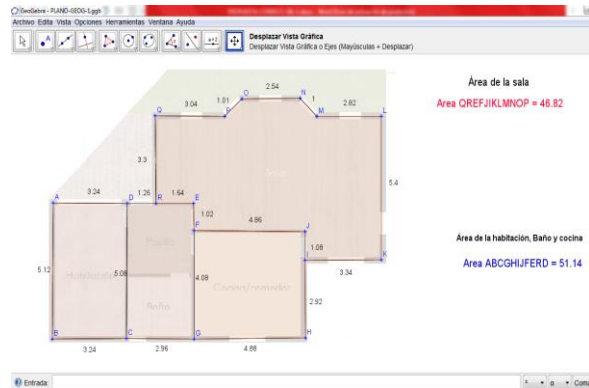 GeoGebra - PLANO-GEOG-1.ggb
Archivo Edita Vista Opciones Herramientas Ventana Ayuda
Desplazar Vista Gráfica
Desplazar Vista Gráfica o Ejes (Mayúsculas + Desplazar)
Área de la sala
Area QREFJIKLMNOP = 46.82
2.54
O N
1.01 1
3.04 2.82
Q P M L
3.3
5.4
3.24 1.26 1.64
A D R E
1.02
F 4.86 J
Área de la habitación, Baño y cocina
1.08
Area ABCGHIJFERD = 51.14
I K
3.34
Pasillo
5.12 Habitación 5.08 4.08 Cocina/comedor
2.92
Baño
B C G H
3.24 2.96 4.86
Entrada: